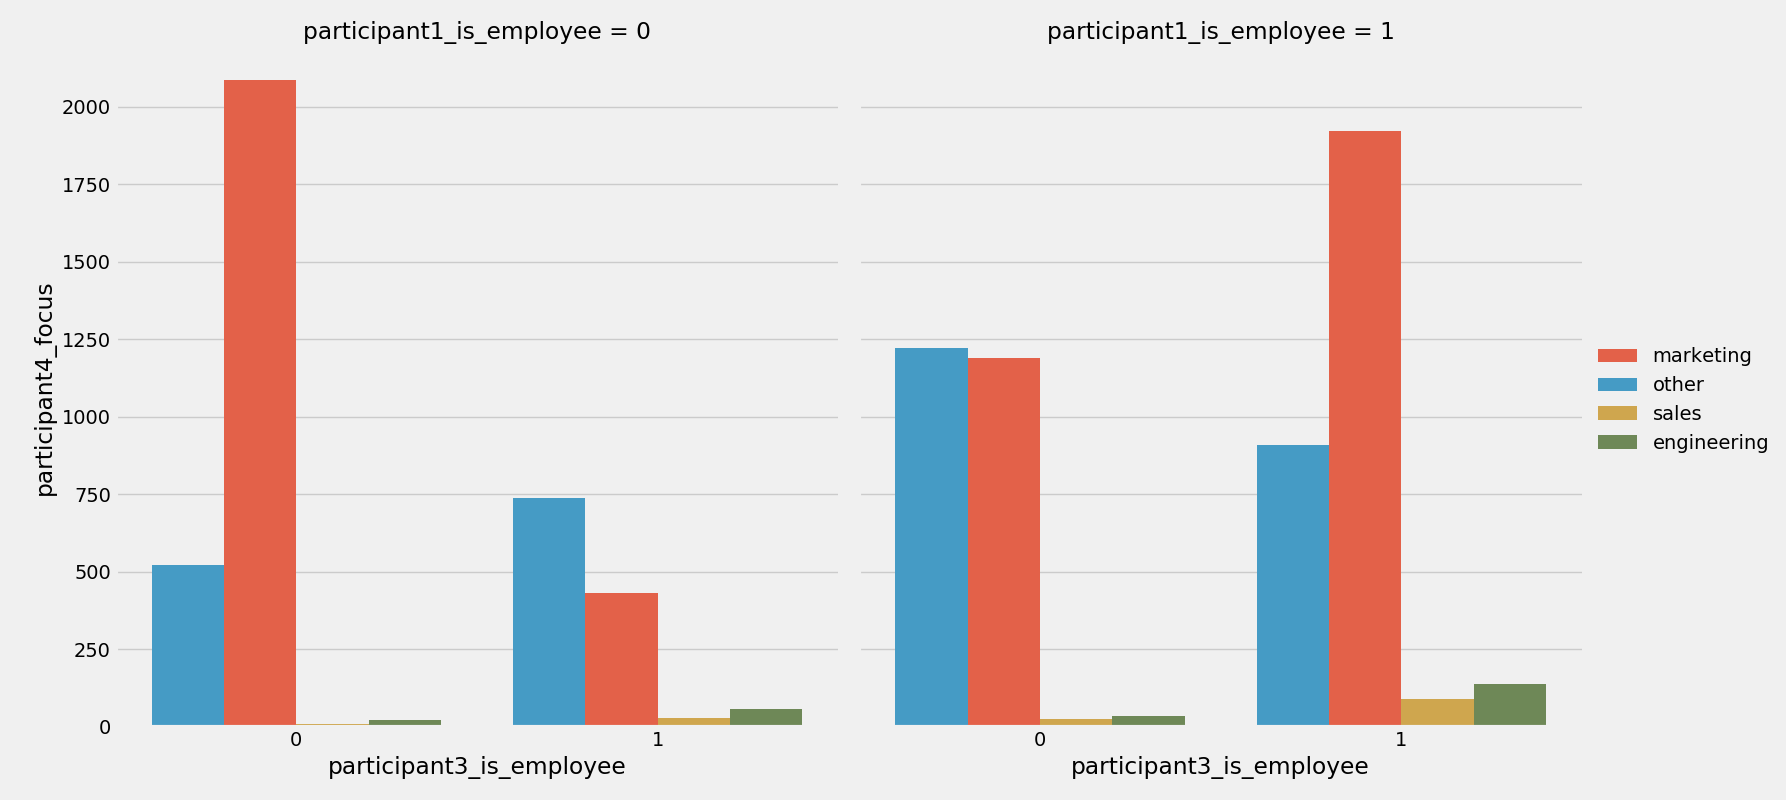 participant1_is_employee = 0
participant1_is_employee = 1
participant4_focus
2000
1750
1500
1250
1000
750
500
250
0
0 1
0 1
participant3_is_employee
participant3_is_employee
marketing
other
sales
engineering